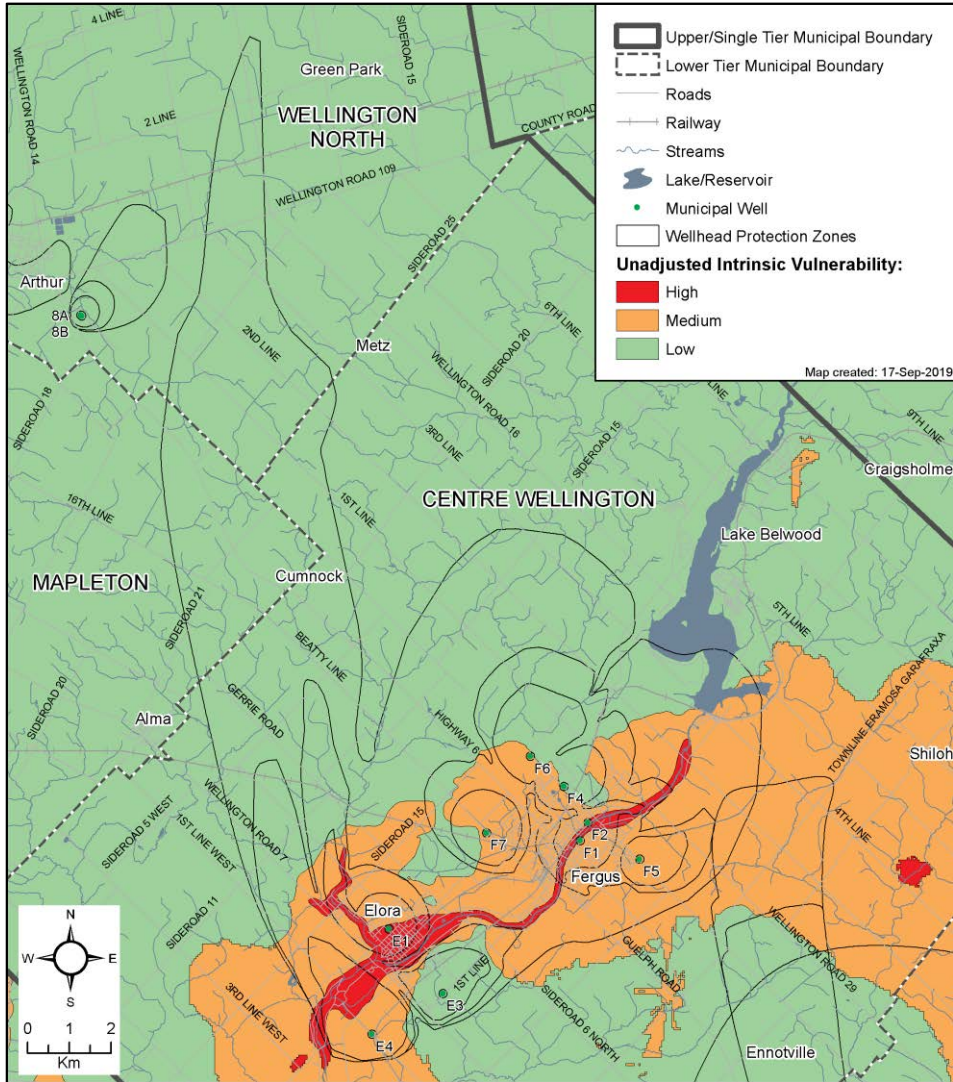 4 LINE
WELLINGTON ROAD 14
Green Park
SIDEROAD 15
2 LINE
WELLINGTON
NORTH
COUNTY ROAD
WELLINGTON ROAD 109
SIDEROAD 25
Upper/Single Tier Municipal Boundary
Lower Tier Municipal Boundary
Roads
Railway
Streams
Lake/Reservoir
Municipal Well
Wellhead Protection Zones
Unadjusted Intrinsic Vulnerability:
High
Medium
Low
Map created: 17-Sep-2019
Arthur
8A
8B
2ND LINE
Metz
6TH LINE
SIDEROAD 20
WELLINGTON ROAD 16
SIDEROAD 18
3RD LINE
SIDEROAD 15
LINE
9TH LINE
Craigsholme
16TH LINE
1ST LINE
CENTRE WELLINGTON
Lake Belwood
MAPLETON
Cumnock
SIDEROAD 21
BEATTY LINE
5TH LINE
SIDEROAD 20
GERRIE ROAD
TOWNLINE ERAMOSA GARAFRAXA
Alma
HIGHWAY 6
Shiloh
F6
F4
SIDEROAD 5 WEST
1ST LINE WEST
WELLINGTON ROAD 7
SIDEROAD 15
F7
F2
F1
F5
4TH LINE
Fergus
SIDEROAD 11
Elora
E1
1ST LINE
GUELPH ROAD
WELLINGTON ROAD 29
3RD LINE WEST
E3
SIDEROAD 6 NORTH
E4
Ennotville
N
W
E
S
0 1 2
Km